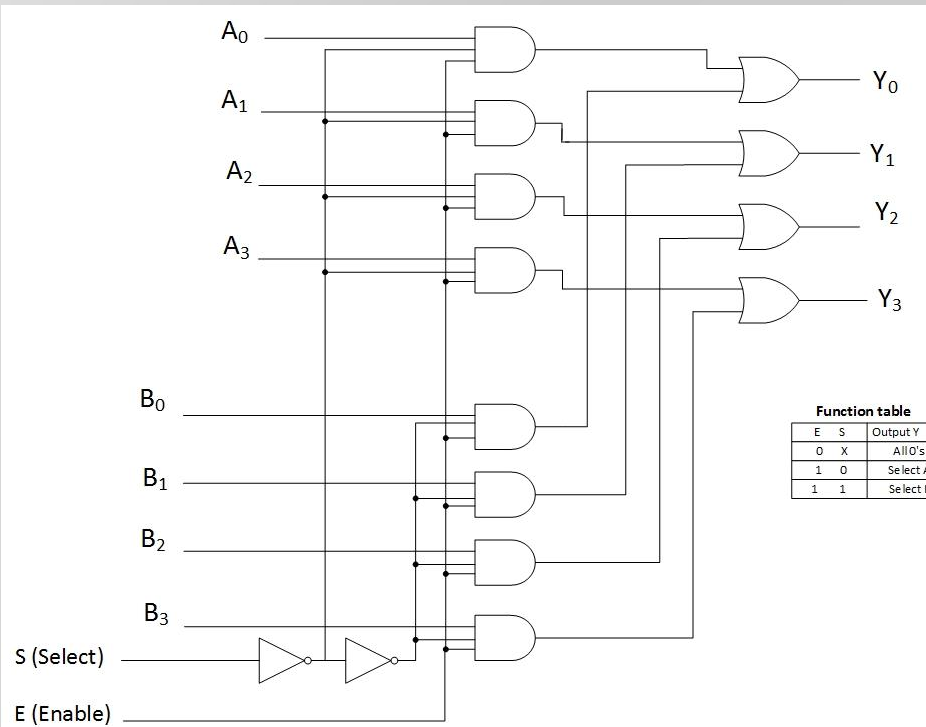 A0
A1
A2
A3
B0
B1
B2
B3
S (Select)
E (Enable)
Y0
Y1
Y2
Y3
Function table
E S Output Y
0 X All 0's
1 0 Select
1 1 Select